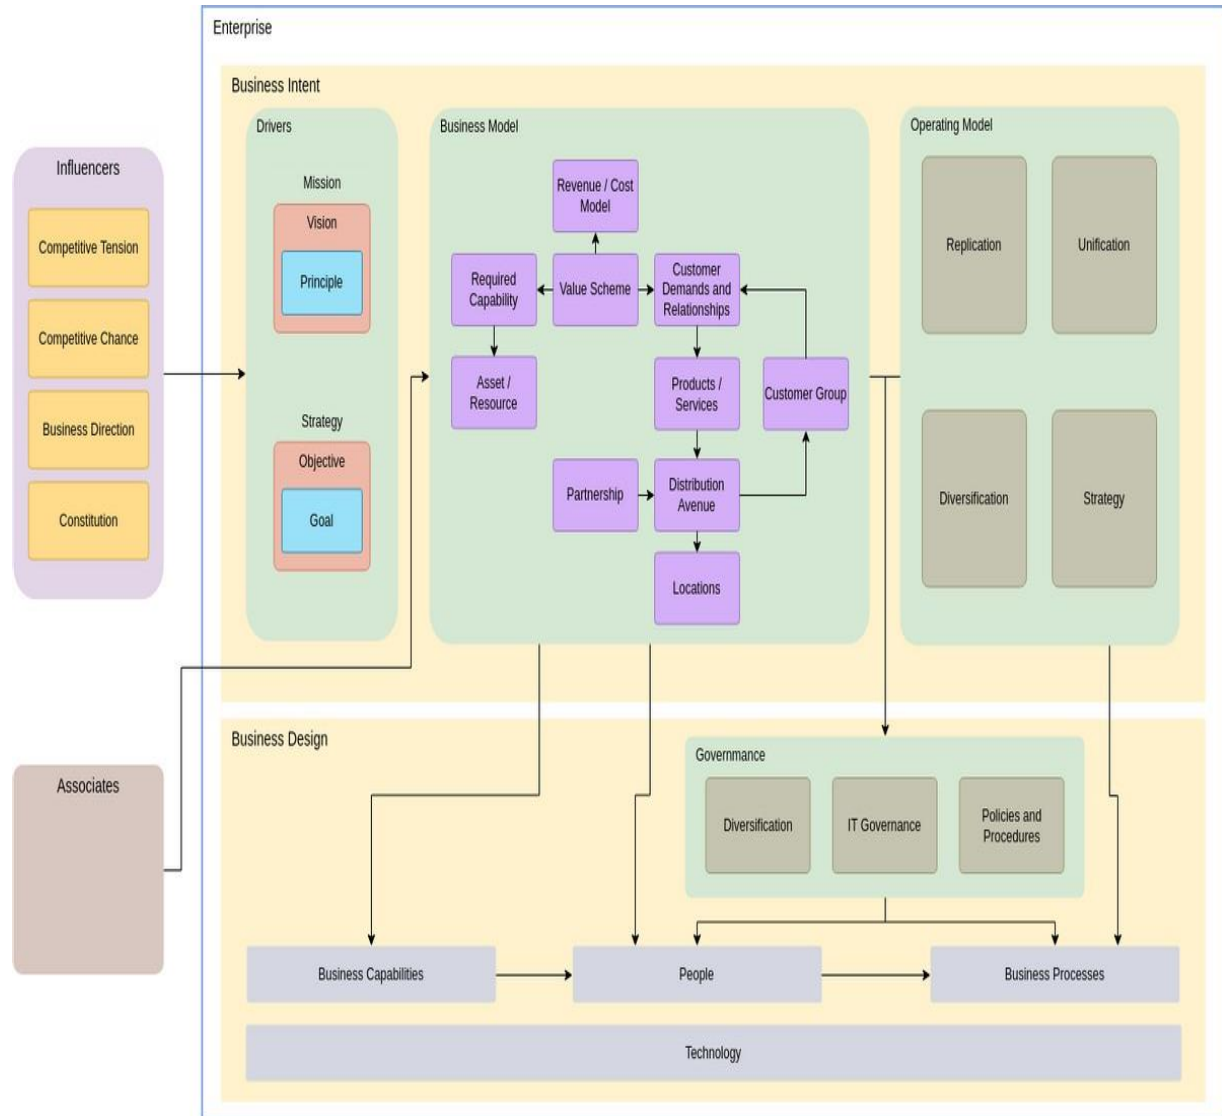 Enterprise
Business Intent
Influencers
Competitive Tension
Competitive Chance
Business Direction
Constitution
Drivers
Mission
Vision
Principle
Strategy
Objective
Goal
Business Model
Revenue / Cost
Model
Required
Capability
Value Scheme
Customer
Demands and
Relationships
Asset /
Resource
Products /
Services
Customer Group
Partnership
Distribution
Avenue
Locations
Operating Model
Replication
Unification
Diversification
Strategy
Associates
Business Design
Governmance
Diversification
IT Governance
Policies and
Procedures
Business Capabilities
People
Business Processes
Technology